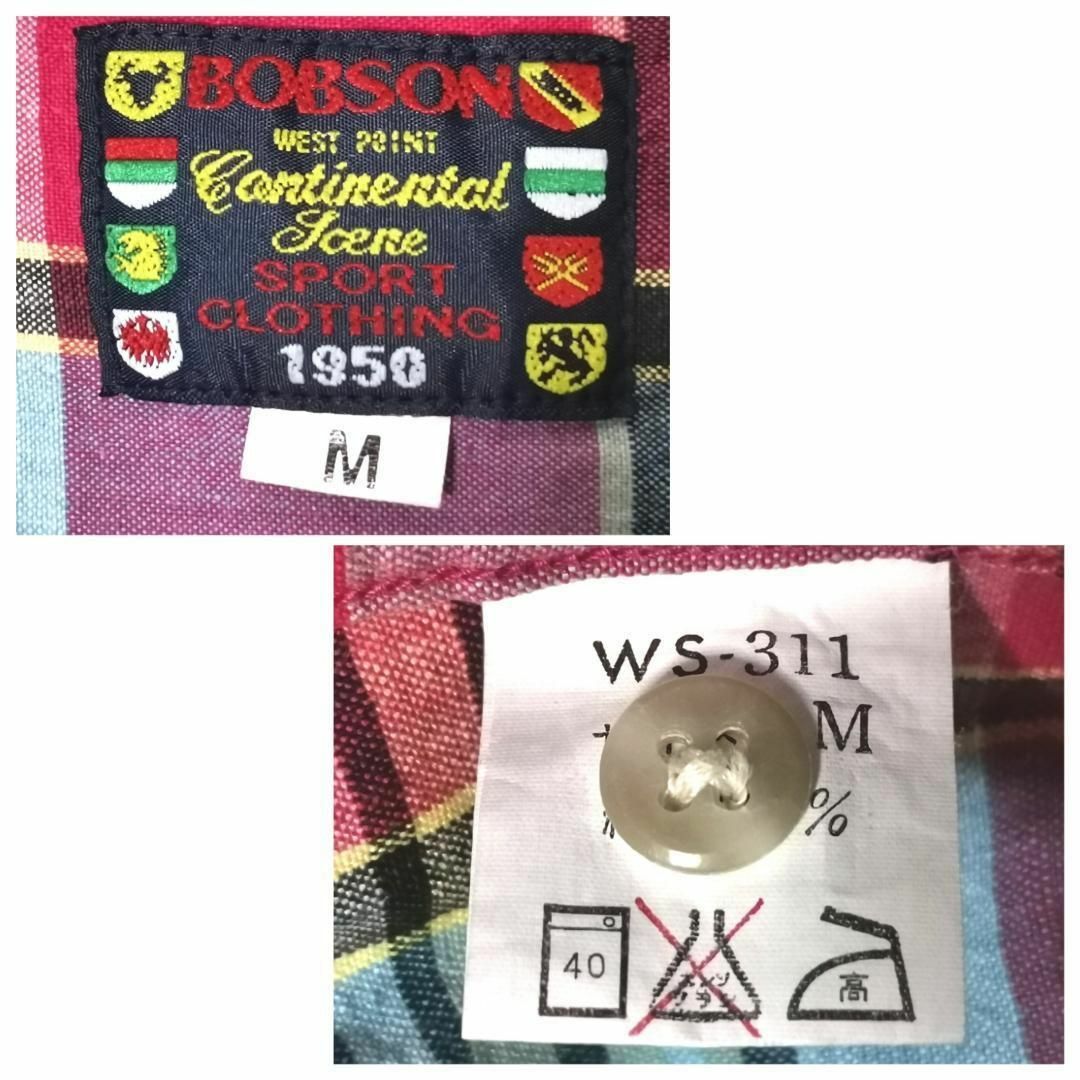 BOBSON
WEST POINT
Continental
Scene
SPORT
CLOTHING
1950
M
WS-311
M
%
40
高